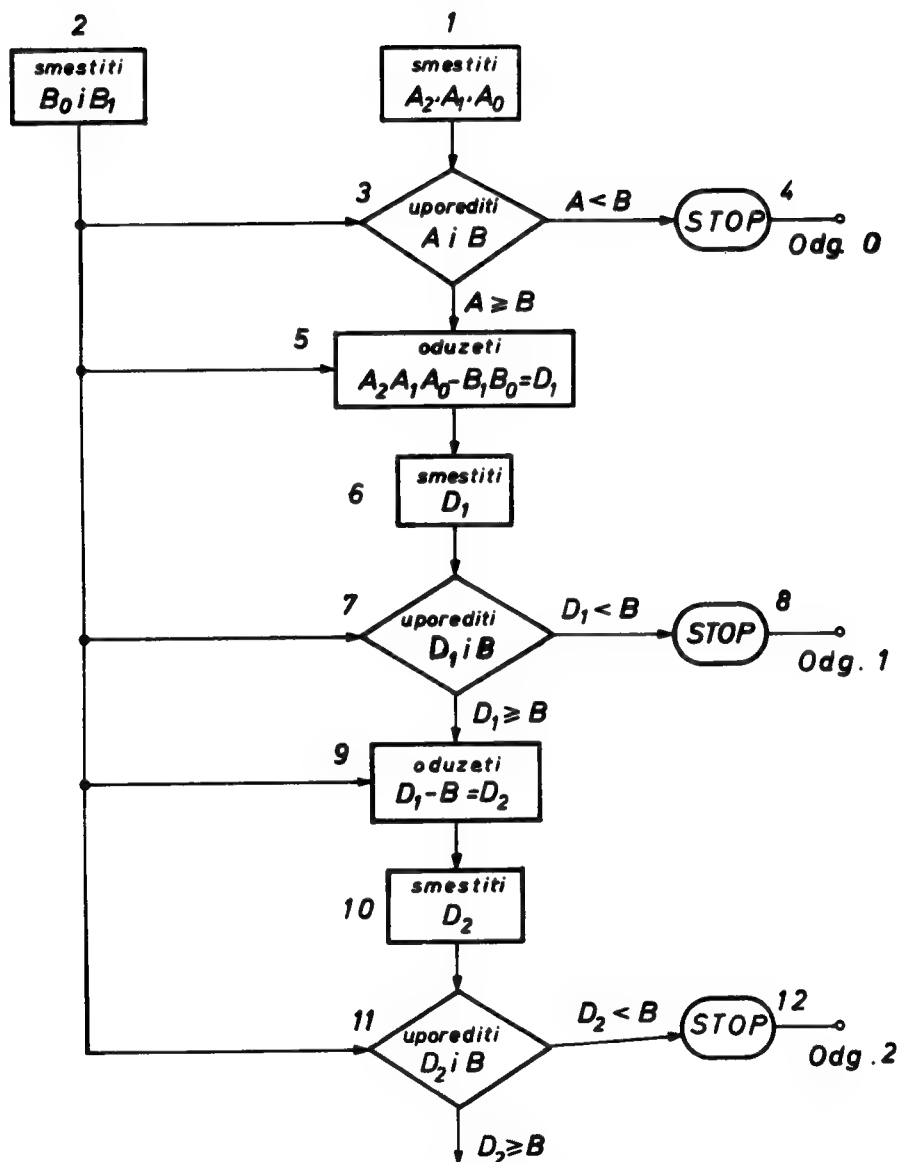 2
1
smestiti
B₀ i B₁
smestiti
A₂·A₁·A₀
3
uporediti
A i B
A < B
4
STOP
Odg. 0
A ⩾ B
5
oduzeti
A₂A₁A₀-B₁B₀=D₁
6
smestiti
D₁
7
uporediti
D₁ i B
D₁ < B
8
STOP
Odg. 1
D₁ ⩾ B
9
oduzeti
D₁-B=D₂
10
smestiti
D₂
11
uporediti
D₂ i B
D₂ < B
12
STOP
Odg. 2
D₂ ⩾ B